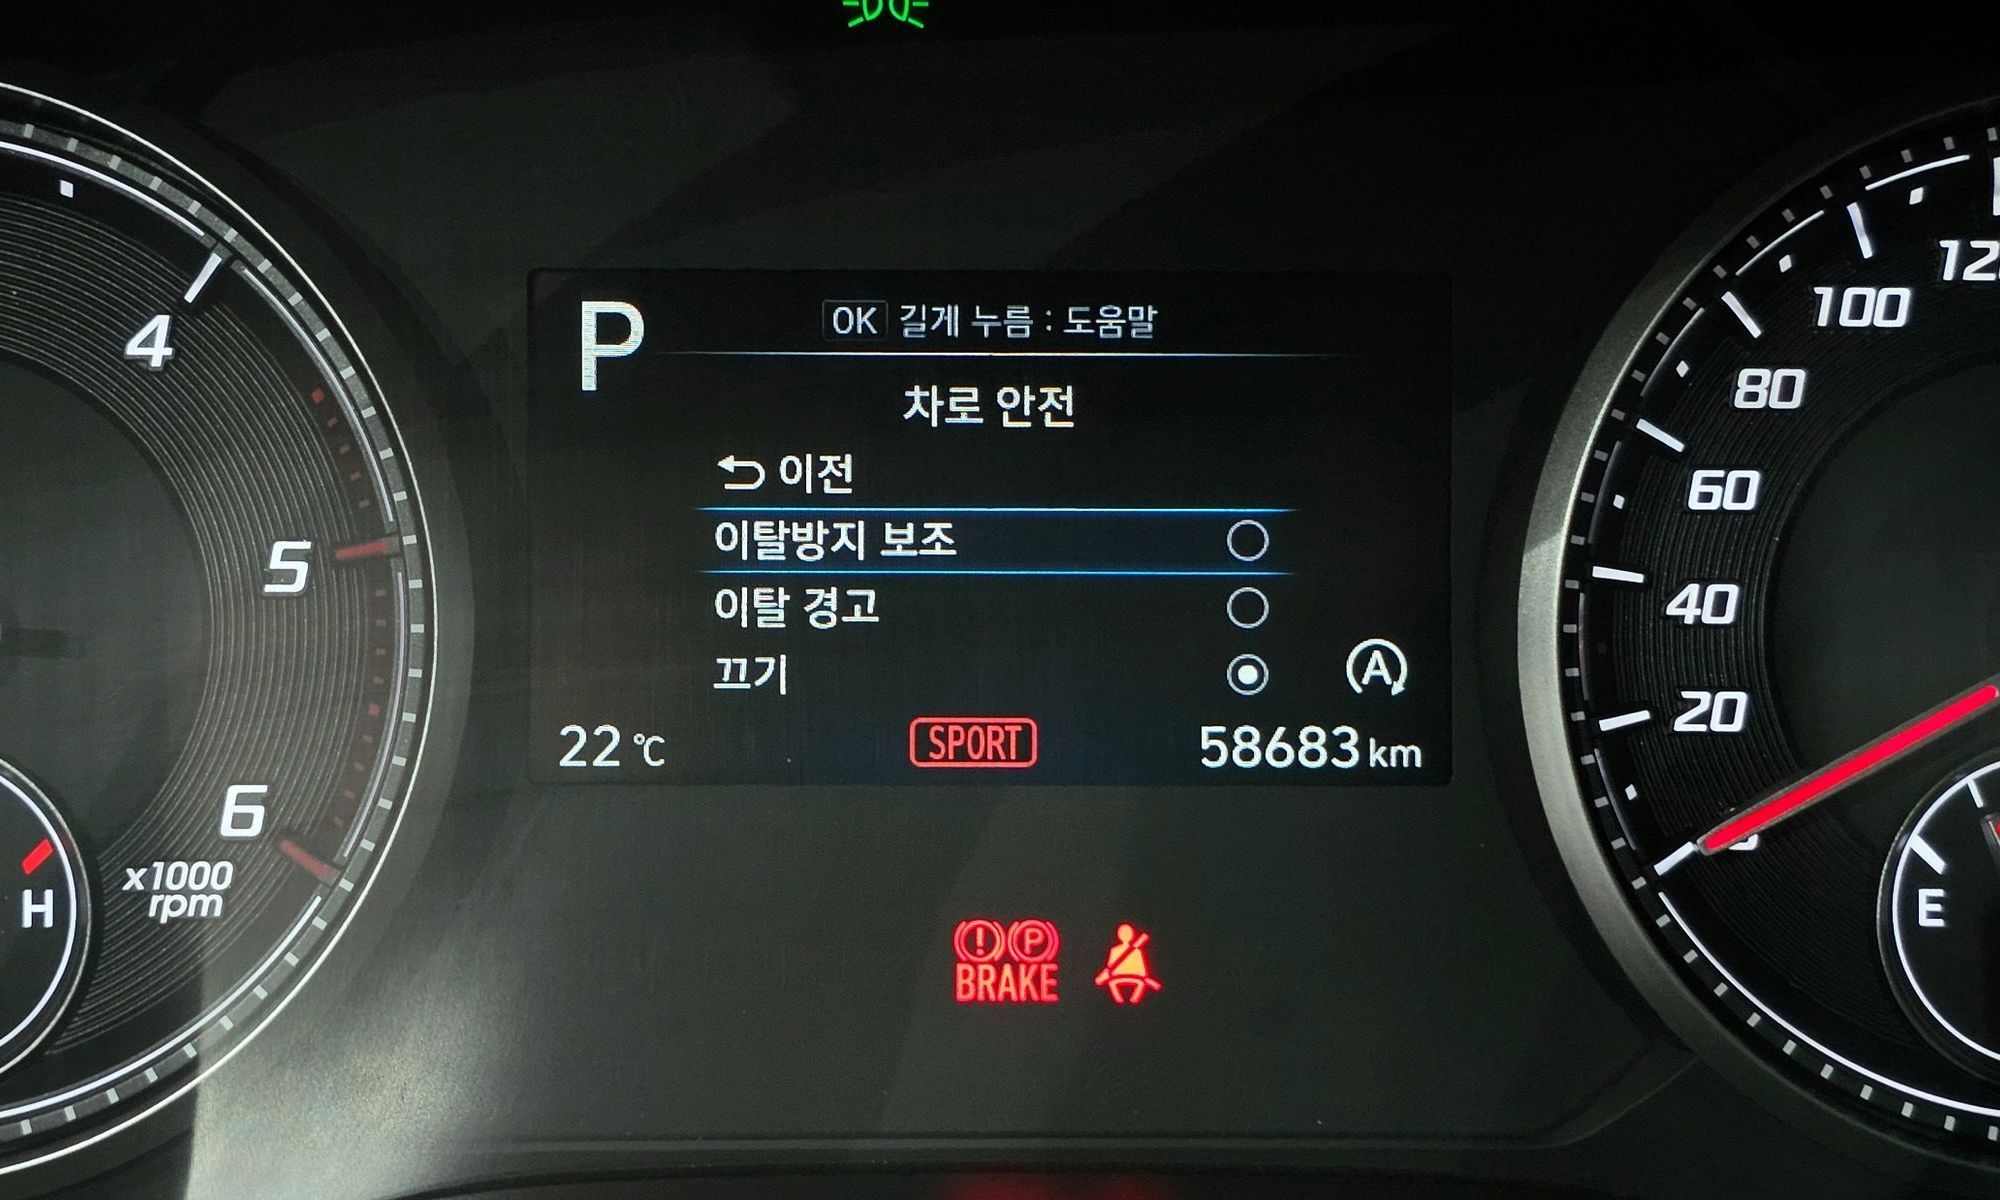 P
OK 길게 누름 : 도움말
차로 안전
이전
이탈방지 보조
이탈 경고
끄기
A
22 ℃
SPORT
58683 km
4
5
6
x1000
rpm
H
100
80
60
40
20
E
(!) (P)
BRAKE